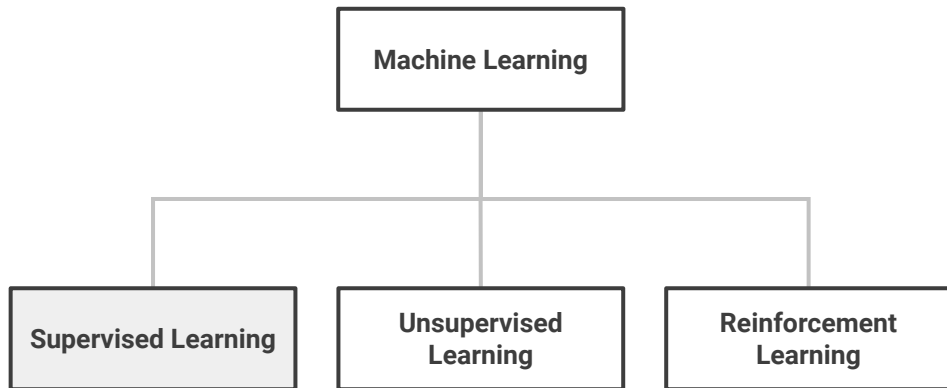 Machine Learning
Supervised Learning
Unsupervised
Learning
Reinforcement
Learning